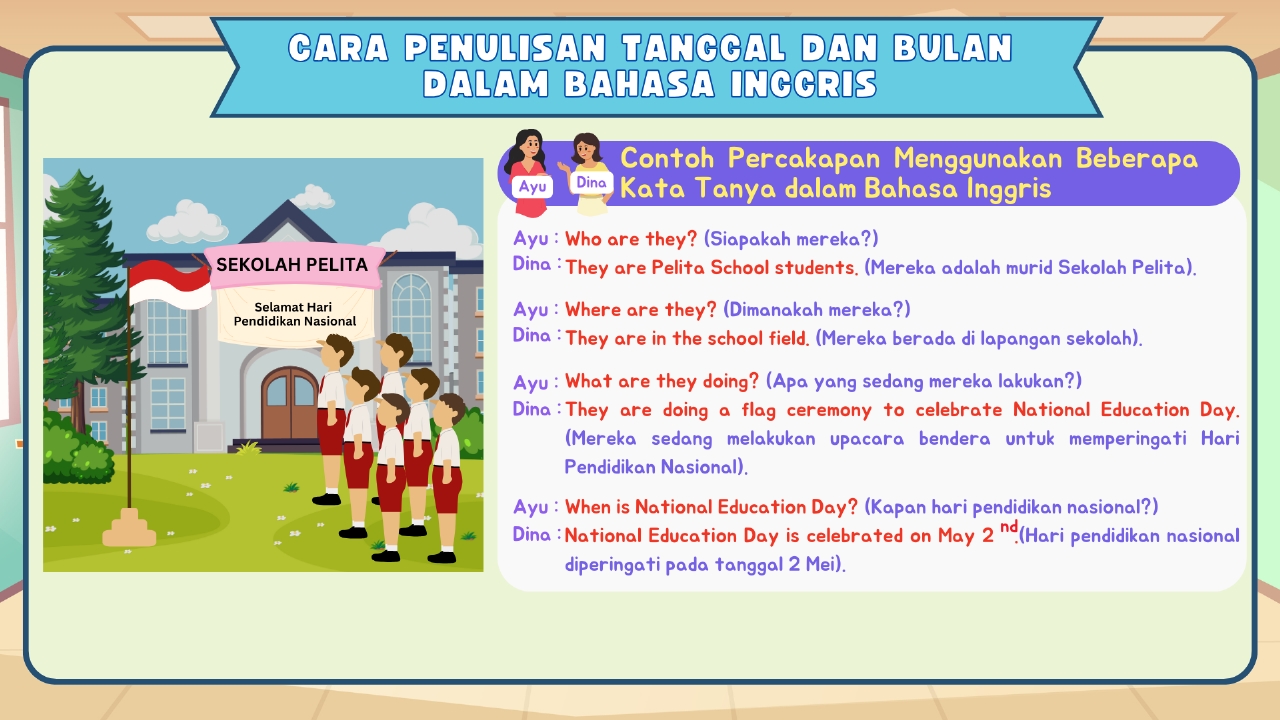 CARA PENULISAN TANGGAL DAN BULAN
DALAM BAHASA INGGRIS
SEKOLAH PELITA
Selamat Hari
Pendidikan Nasional
Ayu
Dina
Contoh Percakapan Menggunakan Beberapa
Kata Tanya dalam Bahasa Inggris
Ayu : Who are they? (Siapakah mereka?)
Dina : They are Pelita School students. (Mereka adalah murid Sekolah Pelita).
Ayu : Where are they? (Dimanakah mereka?)
Dina : They are in the school field. (Mereka berada di lapangan sekolah).
Ayu : What are they doing? (Apa yang sedang mereka lakukan?)
Dina : They are doing a flag ceremony to celebrate National Education Day.
(Mereka sedang melakukan upacara bendera untuk memperingati Hari
Pendidikan Nasional).
Ayu : When is National Education Day? (Kapan hari pendidikan nasional?)
Dina : National Education Day is celebrated on May 2 nd.(Hari pendidikan nasional
diperingati pada tanggal 2 Mei).